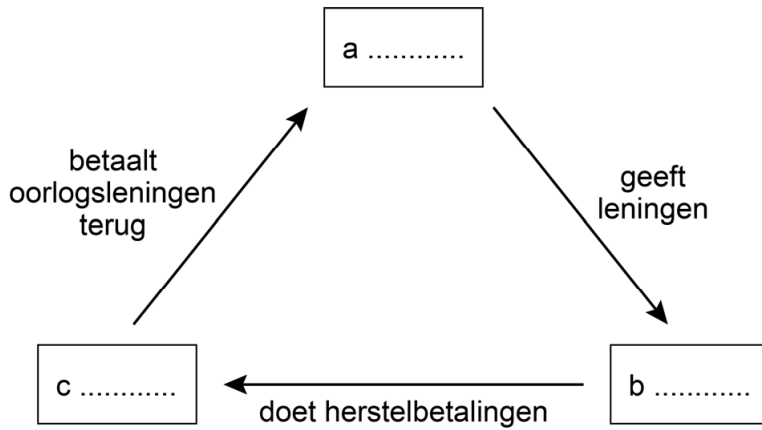 a ............
betaalt
oorlogsleningen
terug
geeft
leningen
c ............
doet herstelbetalingen
b ............